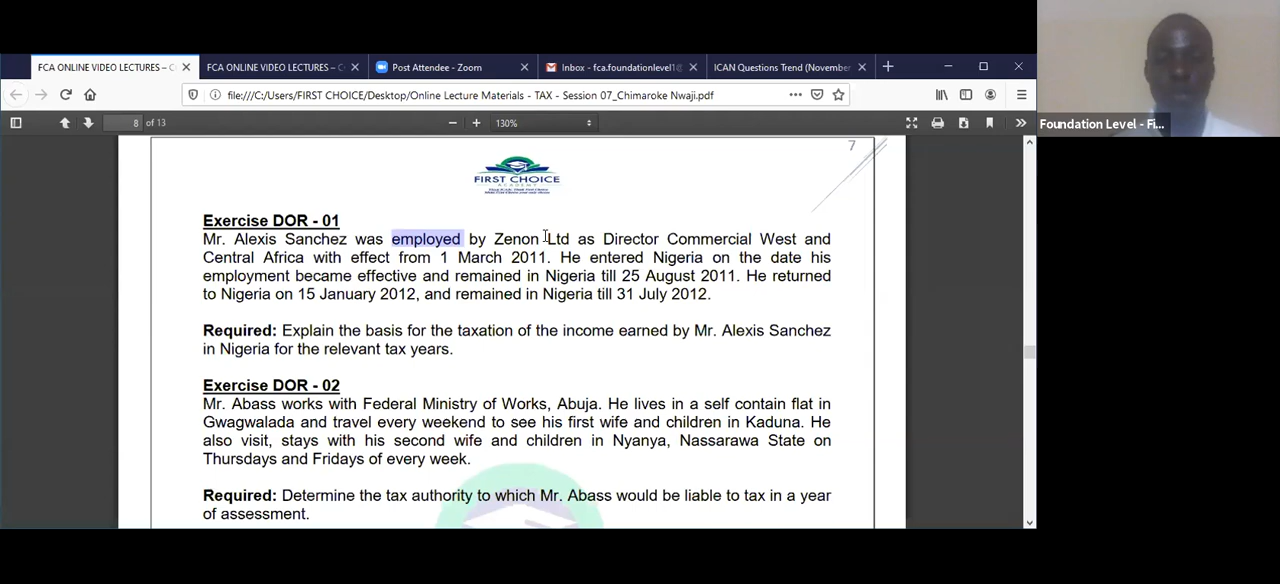 FCA ONLINE VIDEO LECTURES – C
FCA ONLINE VIDEO LECTURES – C
Post Attendee - Zoom
Inbox - fca.foundationlevel1@
ICAN Questions Trend (November
file:///C:/Users/FIRST CHOICE/Desktop/Online Lecture Materials - TAX - Session 07_Chimaroke Nwaji.pdf
8 of 13
130%
Foundation Level - Fi...
7
FIRST CHOICE
ACADEMY
Exercise DOR - 01
Mr. Alexis Sanchez was employed by Zenon Ltd as Director Commercial West and
Central Africa with effect from 1 March 2011. He entered Nigeria on the date his
employment became effective and remained in Nigeria till 25 August 2011. He returned
to Nigeria on 15 January 2012, and remained in Nigeria till 31 July 2012.
Required: Explain the basis for the taxation of the income earned by Mr. Alexis Sanchez
in Nigeria for the relevant tax years.
Exercise DOR - 02
Mr. Abass works with Federal Ministry of Works, Abuja. He lives in a self contain flat in
Gwagwalada and travel every weekend to see his first wife and children in Kaduna. He
also visit, stays with his second wife and children in Nyanya, Nassarawa State on
Thursdays and Fridays of every week.
Required: Determine the tax authority to which Mr. Abass would be liable to tax in a year
of assessment.